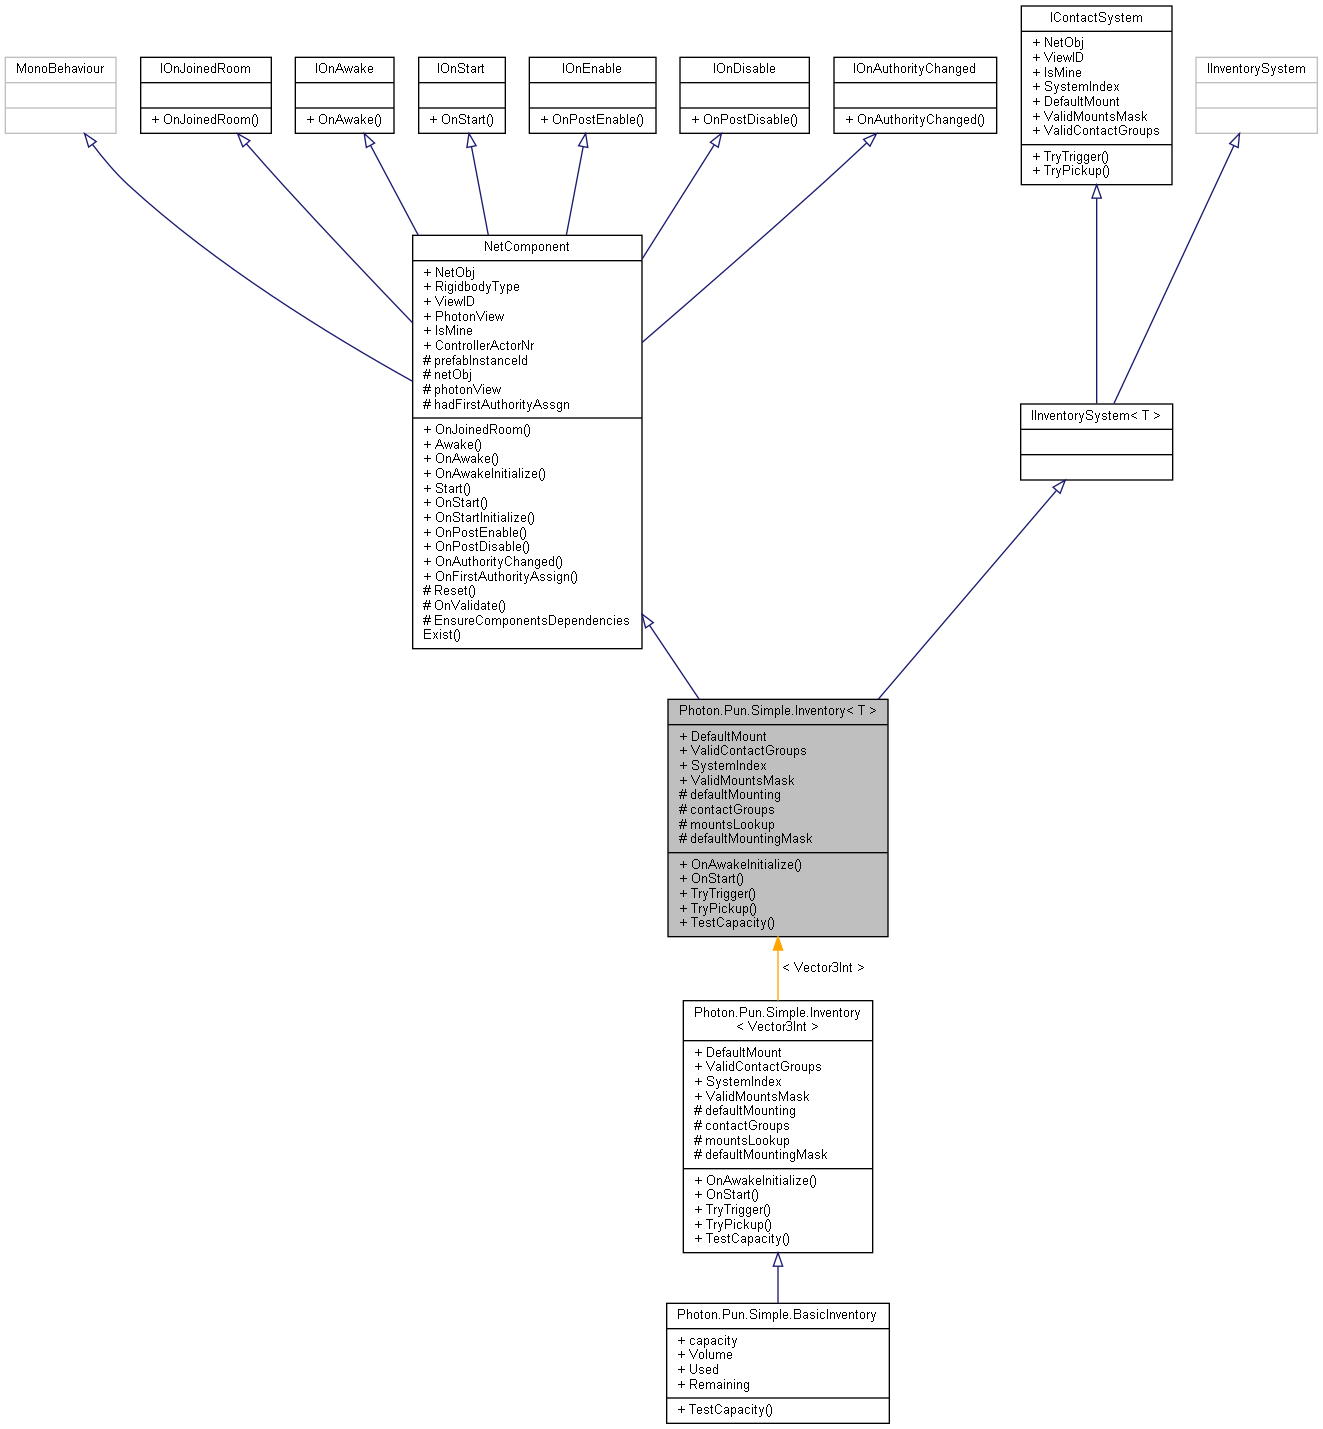 IContactSystem
+ NetObj
+ ViewID
+ IsMine
+ SystemIndex
+ DefaultMount
+ ValidMountsMask
+ ValidContactGroups
+ TryTrigger()
+ TryPickup()
MonoBehaviour
IOnJoinedRoom
+ OnJoinedRoom()
IOnAwake
+ OnAwake()
IOnStart
+ OnStart()
IOnEnable
+ OnPostEnable()
IOnDisable
+ OnPostDisable()
IOnAuthorityChanged
+ OnAuthorityChanged()
IInventorySystem
NetComponent
+ NetObj
+ RigidbodyType
+ ViewID
+ PhotonView
+ IsMine
+ ControllerActorNr
# prefabInstanceId
# netObj
# photonView
# hadFirstAuthorityAssgn
+ OnJoinedRoom()
+ Awake()
+ OnAwake()
+ OnAwakeInitialize()
+ Start()
+ OnStart()
+ OnStartInitialize()
+ OnPostEnable()
+ OnPostDisable()
+ OnAuthorityChanged()
+ OnFirstAuthorityAssign()
# Reset()
# OnValidate()
# EnsureComponentsDependencies
Exist()
IInventorySystem< T >
Photon.Pun.Simple.Inventory< T >
+ DefaultMount
+ ValidContactGroups
+ SystemIndex
+ ValidMountsMask
# defaultMounting
# contactGroups
# mountsLookup
# defaultMountingMask
+ OnAwakeInitialize()
+ OnStart()
+ TryTrigger()
+ TryPickup()
+ TestCapacity()
< Vector3Int >
Photon.Pun.Simple.Inventory
< Vector3Int >
+ DefaultMount
+ ValidContactGroups
+ SystemIndex
+ ValidMountsMask
# defaultMounting
# contactGroups
# mountsLookup
# defaultMountingMask
+ OnAwakeInitialize()
+ OnStart()
+ TryTrigger()
+ TryPickup()
+ TestCapacity()
Photon.Pun.Simple.BasicInventory
+ capacity
+ Volume
+ Used
+ Remaining
+ TestCapacity()